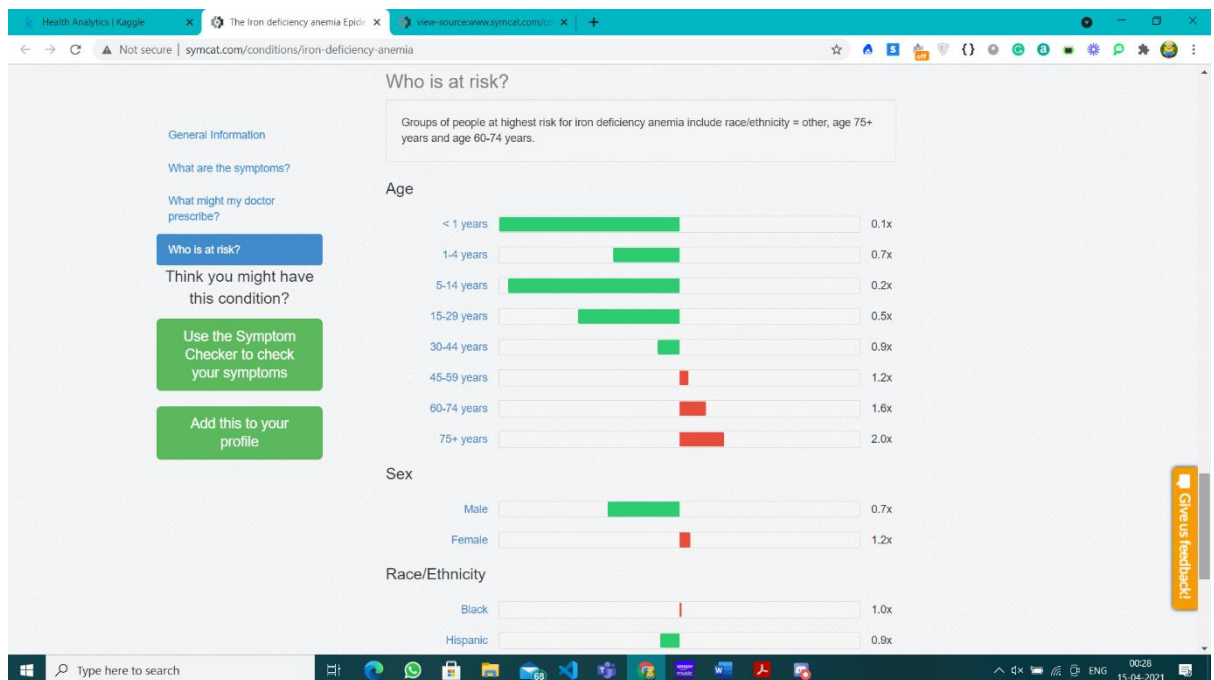 Health Analytics | Kaggle
The Iron deficiency anemia Epide
view-source:www.symcat.com/co
Not secure | symcat.com/conditions/iron-deficiency-anemia
off
Who is at risk?
Groups of people at highest risk for iron deficiency anemia include race/ethnicity = other, age 75+
years and age 60-74 years.
General Information
What are the symptoms?
What might my doctor
prescribe?
Who is at risk?
Think you might have
this condition?
Use the Symptom
Checker to check
your symptoms
Add this to your
profile
Age
< 1 years 0.1x
1-4 years 0.7x
5-14 years 0.2x
15-29 years 0.5x
30-44 years 0.9x
45-59 years 1.2x
60-74 years 1.6x
75+ years 2.0x
Sex
Male 0.7x
Female 1.2x
Race/Ethnicity
Black 1.0x
Hispanic 0.9x
Give us feedback!
Type here to search
68
amazon music
ENG
00:28
15-04-2021